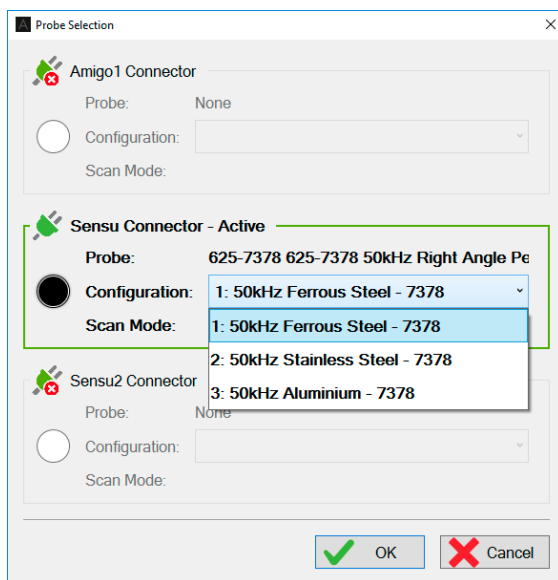 Probe Selection
Amigo1 Connector
Probe: None
Configuration:
Scan Mode:
Sensu Connector - Active
Probe: 625-7378 625-7378 50kHz Right Angle Pe
Configuration: 1: 50kHz Ferrous Steel - 7378
Scan Mode: 1: 50kHz Ferrous Steel - 7378
2: 50kHz Stainless Steel - 7378
3: 50kHz Aluminium - 7378
Sensu2 Connector
Probe: None
Configuration:
Scan Mode:
OK Cancel